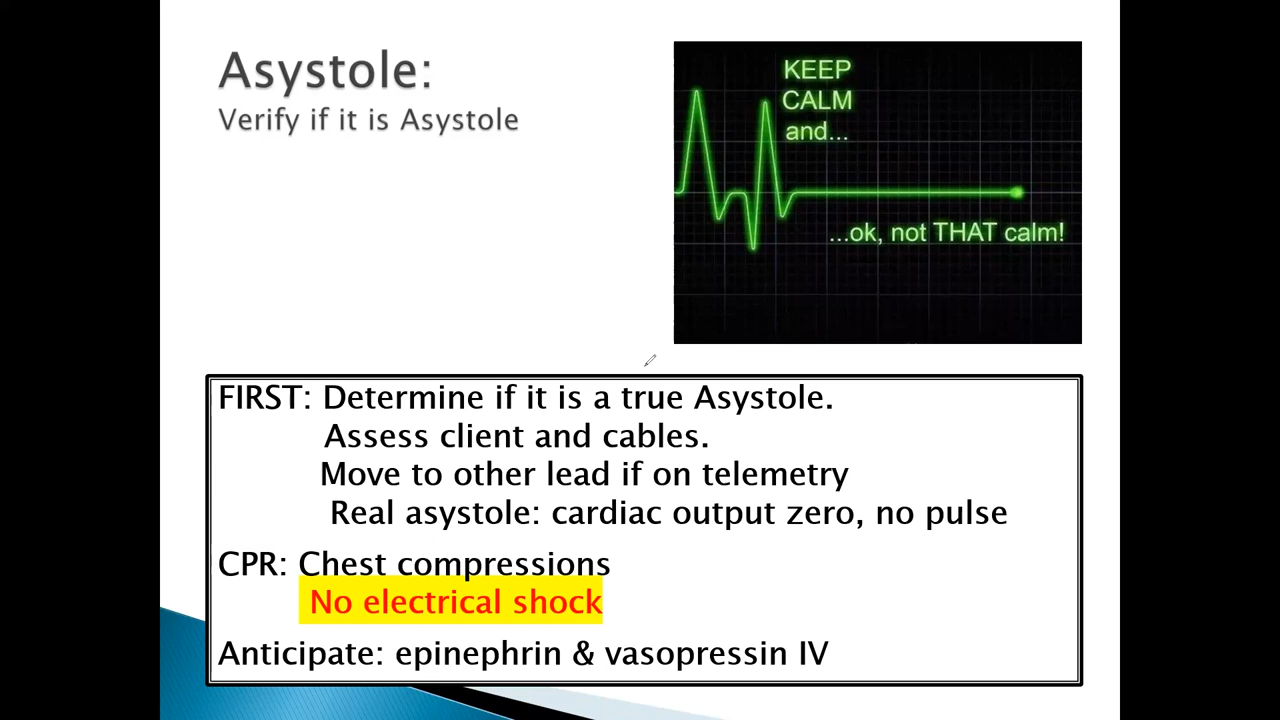 Asystole:
Verify if it is Asystole
KEEP
CALM
and...
...ok, not THAT calm!
FIRST: Determine if it is a true Asystole.
Assess client and cables.
Move to other lead if on telemetry
Real asystole: cardiac output zero, no pulse
CPR: Chest compressions
No electrical shock
Anticipate: epinephrin & vasopressin IV